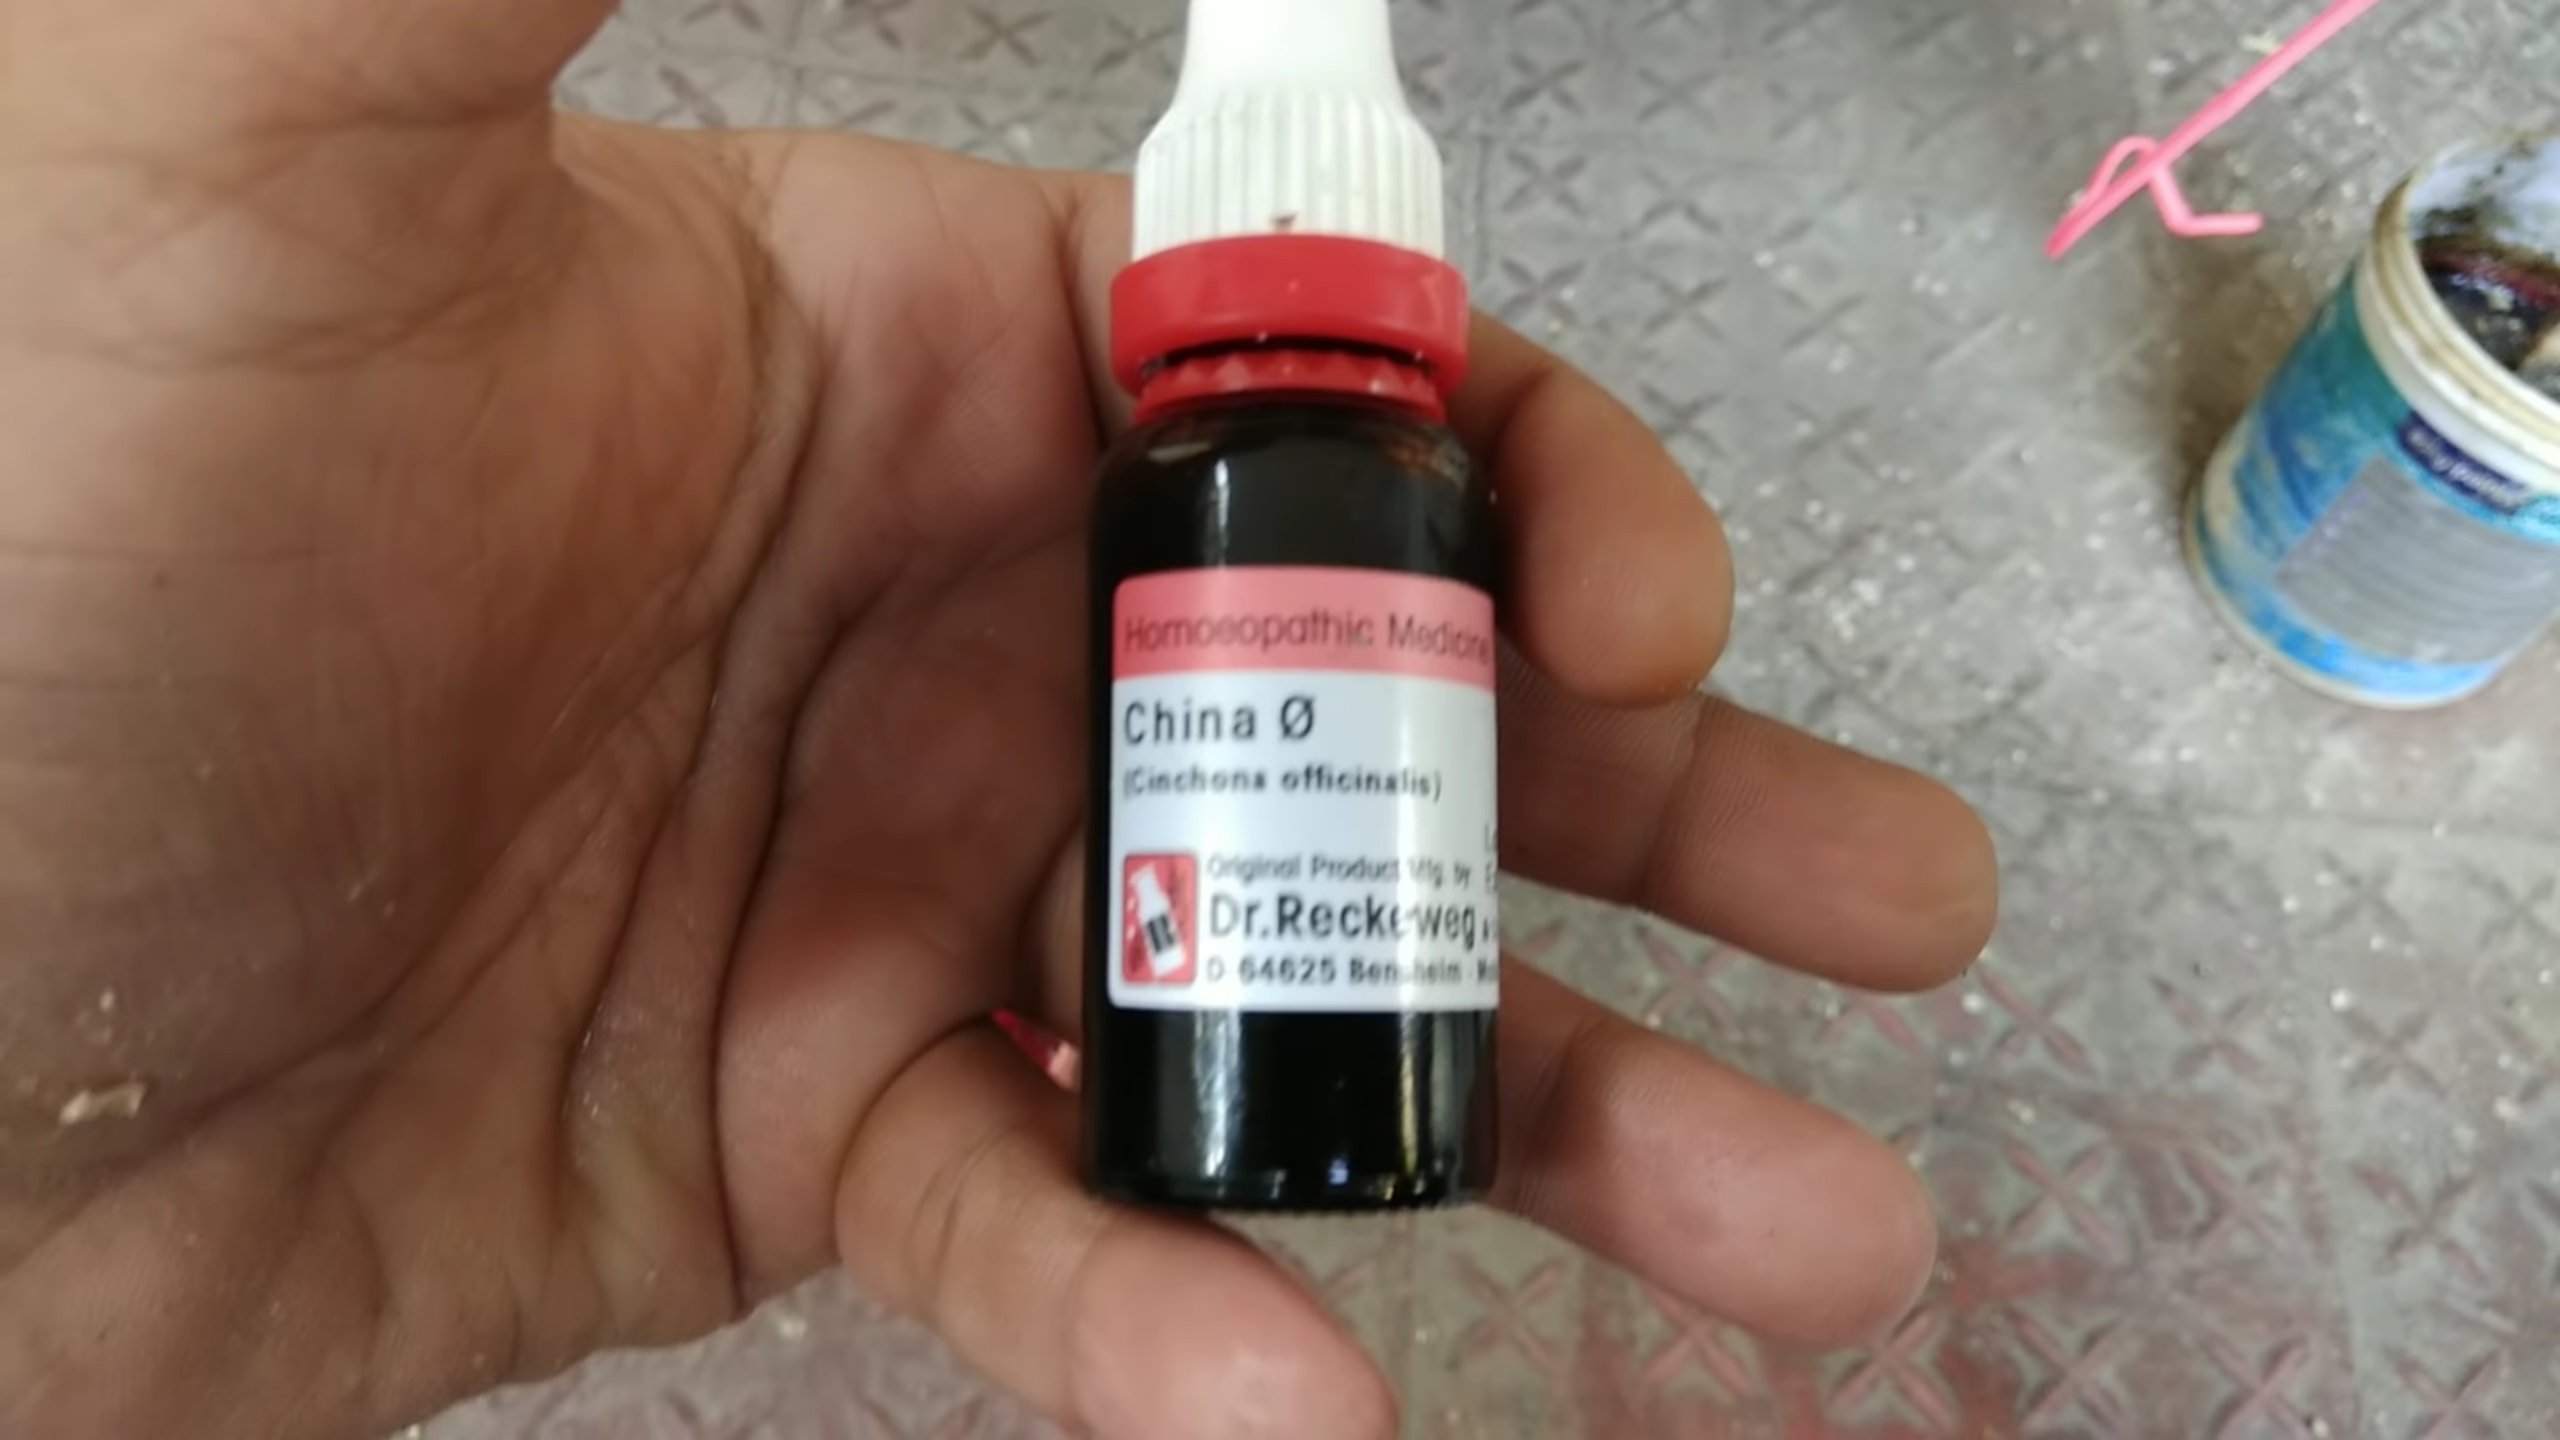 Homoeopathic Medicine
China Ø
(Cinchona officinalis)
Original Product Mfg. by
Dr.Reckeweg
D 64625 Bensheim